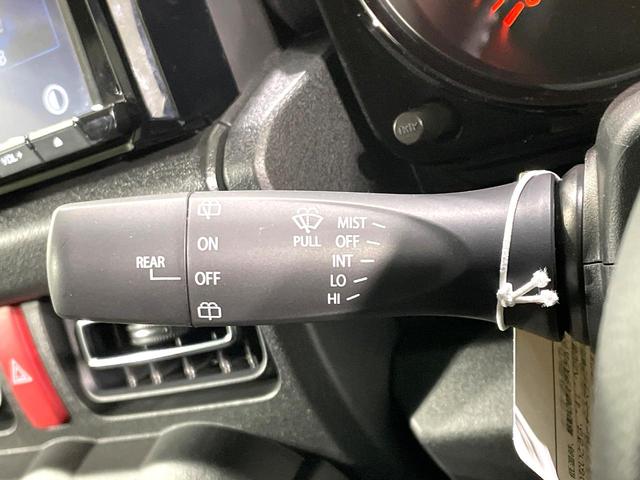 VOL+
ON
REAR
OFF
PULL
MIST
OFF
INT
LO
HI